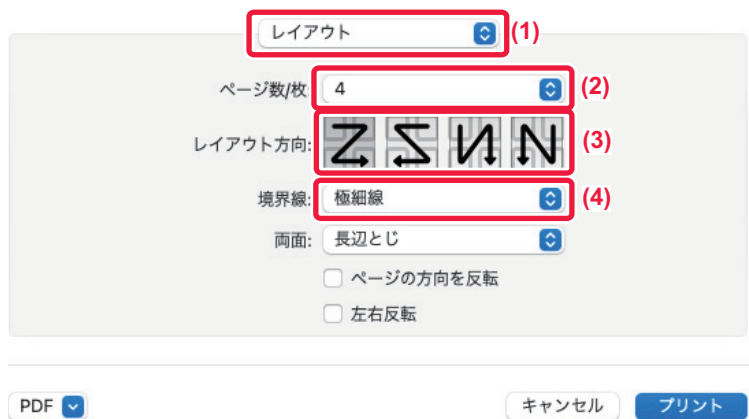 レイアウト (1)
ページ数/枚: 4 (2)
レイアウト方向: (3)
境界線: 極細線 (4)
両面: 長辺とじ
ページの方向を反転
左右反転
PDF キャンセル プリント